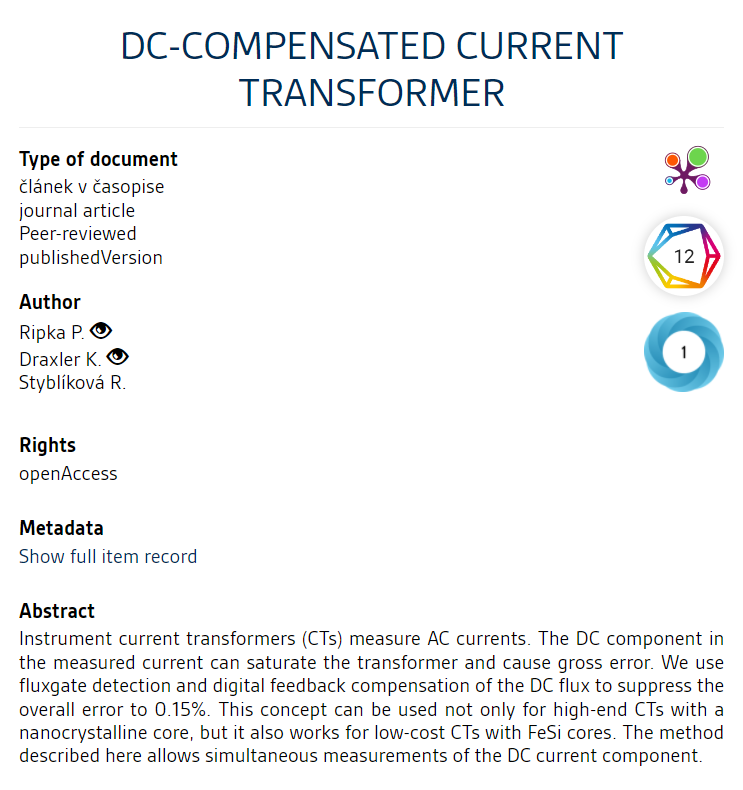 DC-COMPENSATED CURRENT
TRANSFORMER
Type of document
článek v časopise
journal article
Peer-reviewed
publishedVersion
12
Author
Ripka P.
Draxler K.
Styblíková R.
1
Rights
openAccess
Metadata
Show full item record
Abstract
Instrument current transformers (CTs) measure AC currents. The DC component in
the measured current can saturate the transformer and cause gross error. We use
fluxgate detection and digital feedback compensation of the DC flux to suppress the
overall error to 0.15%. This concept can be used not only for high-end CTs with a
nanocrystalline core, but it also works for low-cost CTs with FeSi cores. The method
described here allows simultaneous measurements of the DC current component.